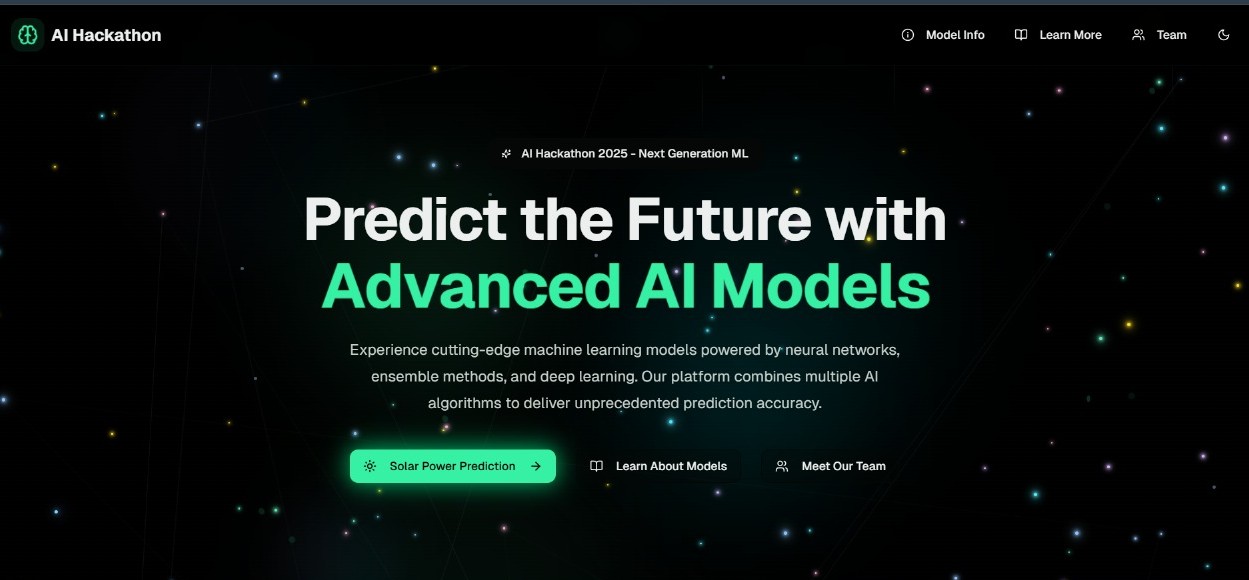 AI Hackathon
Model Info
Learn More
Team
AI Hackathon 2025 - Next Generation ML
Predict the Future with
Advanced AI Models
Experience cutting-edge machine learning models powered by neural networks,
ensemble methods, and deep learning. Our platform combines multiple AI
algorithms to deliver unprecedented prediction accuracy.
Solar Power Prediction
Learn About Models
Meet Our Team